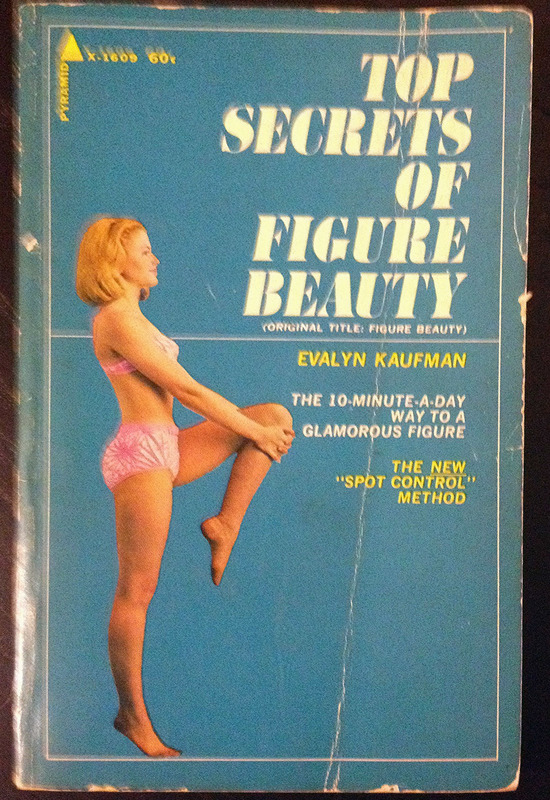 PYRAMID
X-1609 60¢
TOP
SECRETS
OF
FIGURE
BEAUTY
(ORIGINAL TITLE: FIGURE BEAUTY)
EVALYN KAUFMAN
THE 10-MINUTE-A-DAY
WAY TO A
GLAMOROUS FIGURE
THE NEW
"SPOT CONTROL"
METHOD